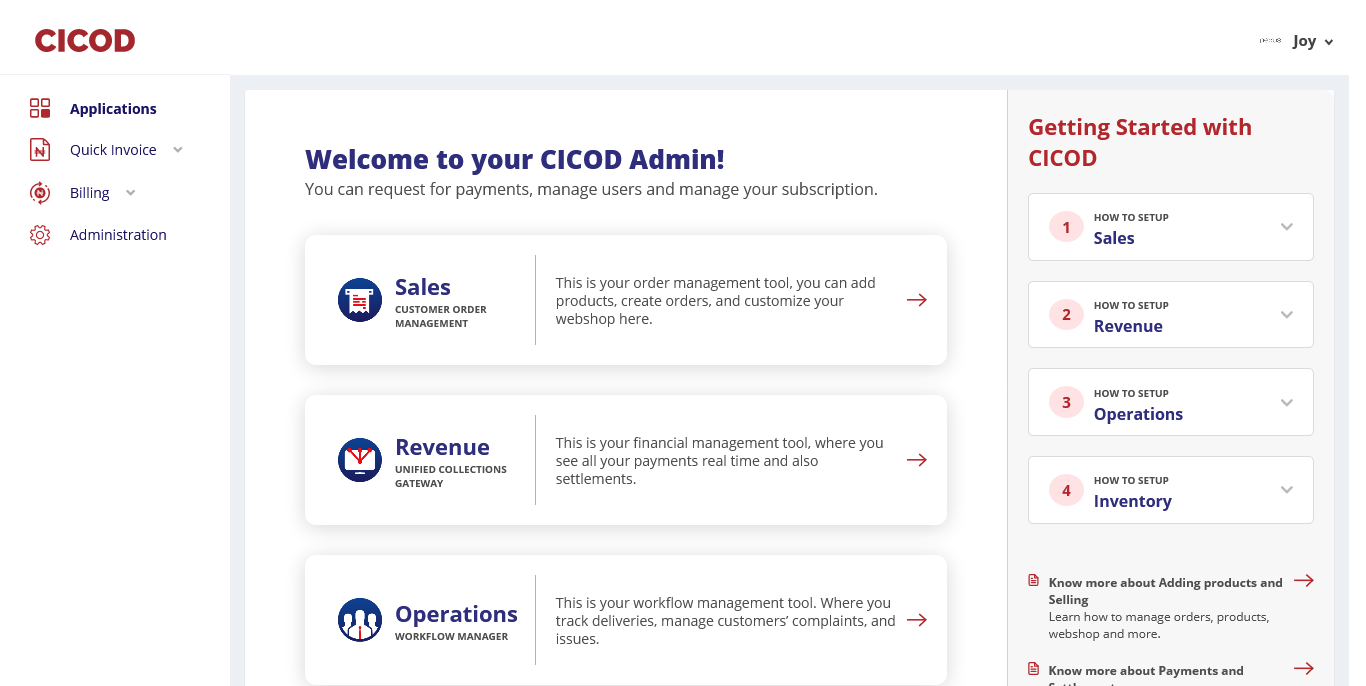 CICOD
Joy
Applications
Quick Invoice
Billing
Administration
Welcome to your CICOD Admin!
You can request for payments, manage users and manage your subscription.
Sales
CUSTOMER ORDER
MANAGEMENT
This is your order management tool, you can add
products, create orders, and customize your
webshop here.
Revenue
UNIFIED COLLECTIONS
GATEWAY
This is your financial management tool, where you
see all your payments real time and also
settlements.
Operations
WORKFLOW MANAGER
This is your workflow management tool. Where you
track deliveries, manage customers’ complaints, and
issues.
Getting Started with
CICOD
1
HOW TO SETUP
Sales
2
HOW TO SETUP
Revenue
3
HOW TO SETUP
Operations
4
HOW TO SETUP
Inventory
Know more about Adding products and
Selling
Learn how to manage orders, products,
webshop and more.
Know more about Payments and